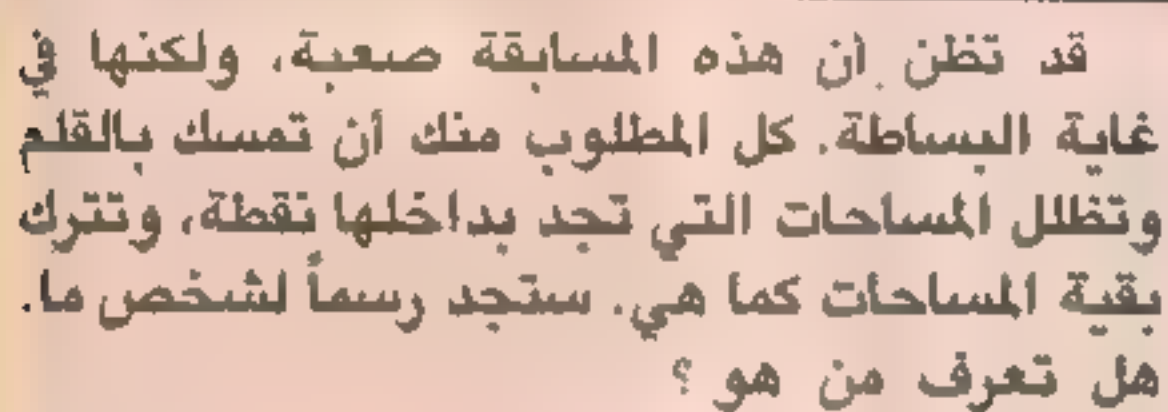 قد تظن ان هذه المسابقة صعبة، ولكنها في
غاية البساطة. كل المطلوب منك أن تمسك بالقلم
وتظلل المساحات التي تجد بداخلها نقطة، وتترك
بقية المساحات كما هي. ستجد رسماً لشخص ما.
هل تعرف من هو ؟